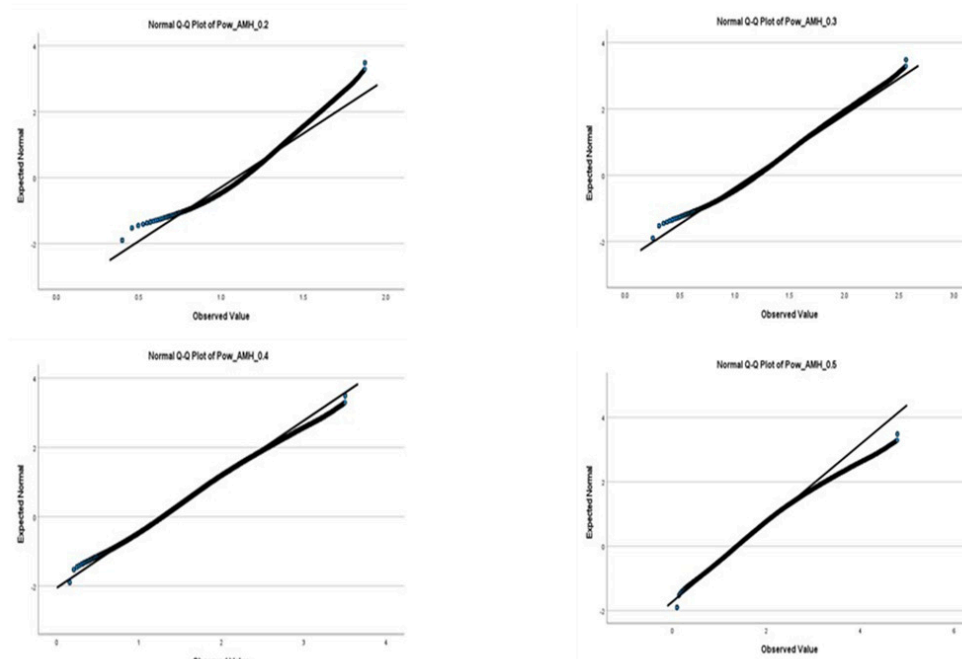 Normal Q-Q Plot of Pow_AMH_0.2
Expected Normal
4
2
0
-2
0.0 0.5 1.0 1.5 2.0
Observed Value
Normal Q-Q Plot of Pow_AMH_0.3
Expected Normal
4
2
0
-2
0.0 0.5 1.0 1.5 2.0 2.5 3.0
Observed Value
Normal Q-Q Plot of Pow_AMH_0.4
Expected Normal
4
2
0
-2
0 1 2 3 4
Observed Value
Normal Q-Q Plot of Pow_AMH_0.5
Expected Normal
4
2
0
-2
0 2 4 6
Observed Value